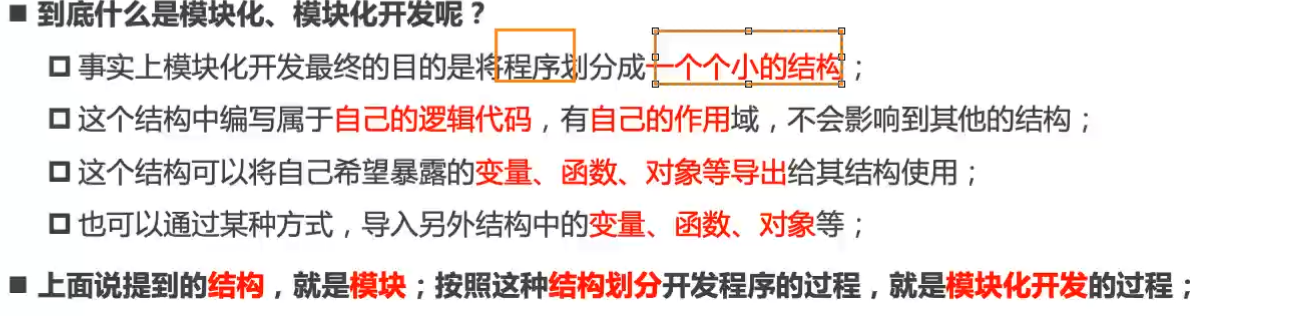 ■ 到底什么是模块化、模块化开发呢？
事实上模块化开发最终的目的是将程序划分成一个个小的结构；
这个结构中编写属于自己的逻辑代码，有自己的作用域，不会影响到其他的结构；
这个结构可以将自己希望暴露的变量、函数、对象等导出给其结构使用；
也可以通过某种方式，导入另外结构中的变量、函数、对象等；
■ 上面说提到的结构，就是模块；按照这种结构划分开发程序的过程，就是模块化开发的过程；